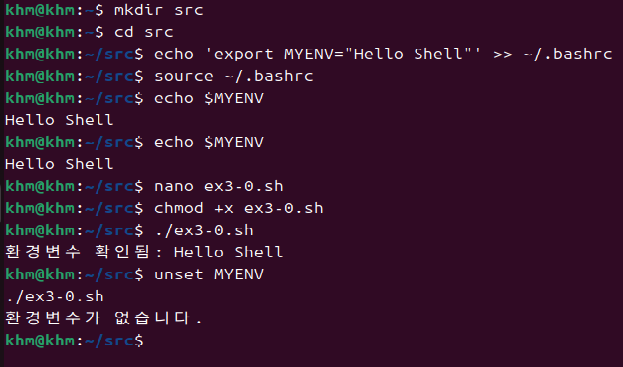 khm@khm:~$ mkdir src
khm@khm:~$ cd src
khm@khm:~/src$ echo 'export MYENV="Hello Shell"' >> ~/.bashrc
khm@khm:~/src$ source ~/.bashrc
khm@khm:~/src$ echo $MYENV
Hello Shell
khm@khm:~/src$ echo $MYENV
Hello Shell
khm@khm:~/src$ nano ex3-0.sh
khm@khm:~/src$ chmod +x ex3-0.sh
khm@khm:~/src$ ./ex3-0.sh
환경변수 확인됨: Hello Shell
khm@khm:~/src$ unset MYENV
./ex3-0.sh
환경변수가 없습니다.
khm@khm:~/src$